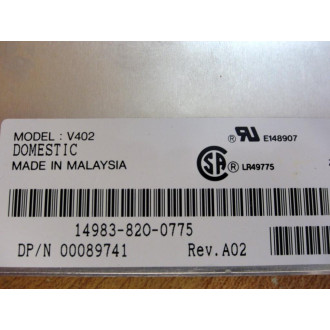 MODEL : V402
DOMESTIC
MADE IN MALAYSIA
® E148907
® LR49775
14983-820-0775
DP/N 00089741 Rev.A02